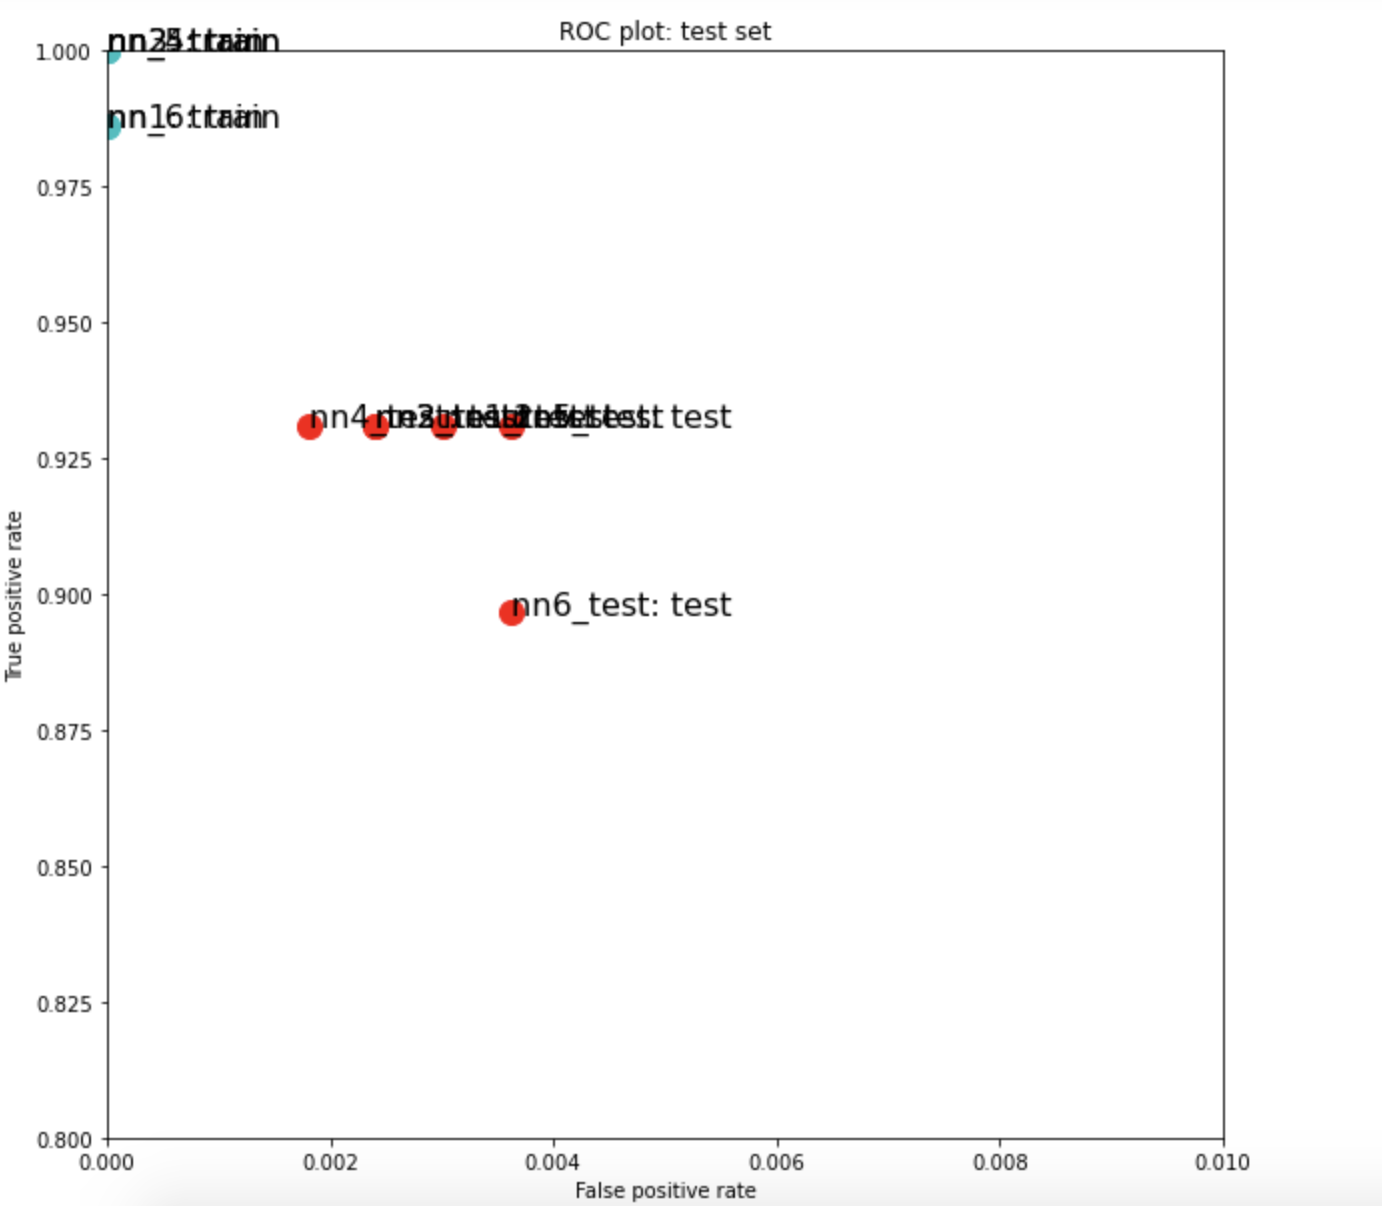 ROC plot: test set
1.000
0.975
0.950
0.925
nn4_test: test
nn6_test: test
0.900
0.875
0.850
0.825
0.800
0.000 0.002 0.004 0.006 0.008 0.010
False positive rate
True positive rate